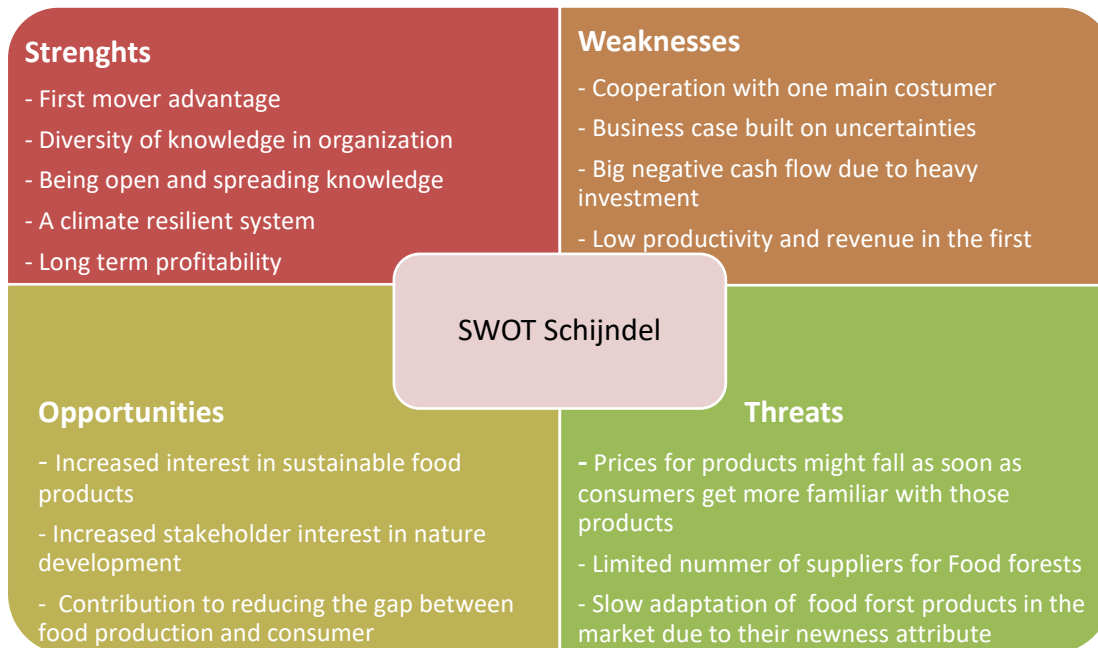 Strenghts
- First mover advantage
- Diversity of knowledge in organization
- Being open and spreading knowledge
- A climate resilient system
- Long term profitability
Weaknesses
- Cooperation with one main costumer
- Business case built on uncertainties
- Big negative cash flow due to heavy
investment
- Low productivity and revenue in the first
SWOT Schijndel
Opportunities
- Increased interest in sustainable food
products
- Increased stakeholder interest in nature
development
- Contribution to reducing the gap between
food production and consumer
Threats
- Prices for products might fall as soon as
consumers get more familiar with those
products
- Limited nummer of suppliers for Food forests
- Slow adaptation of food forst products in the
market due to their newness attribute